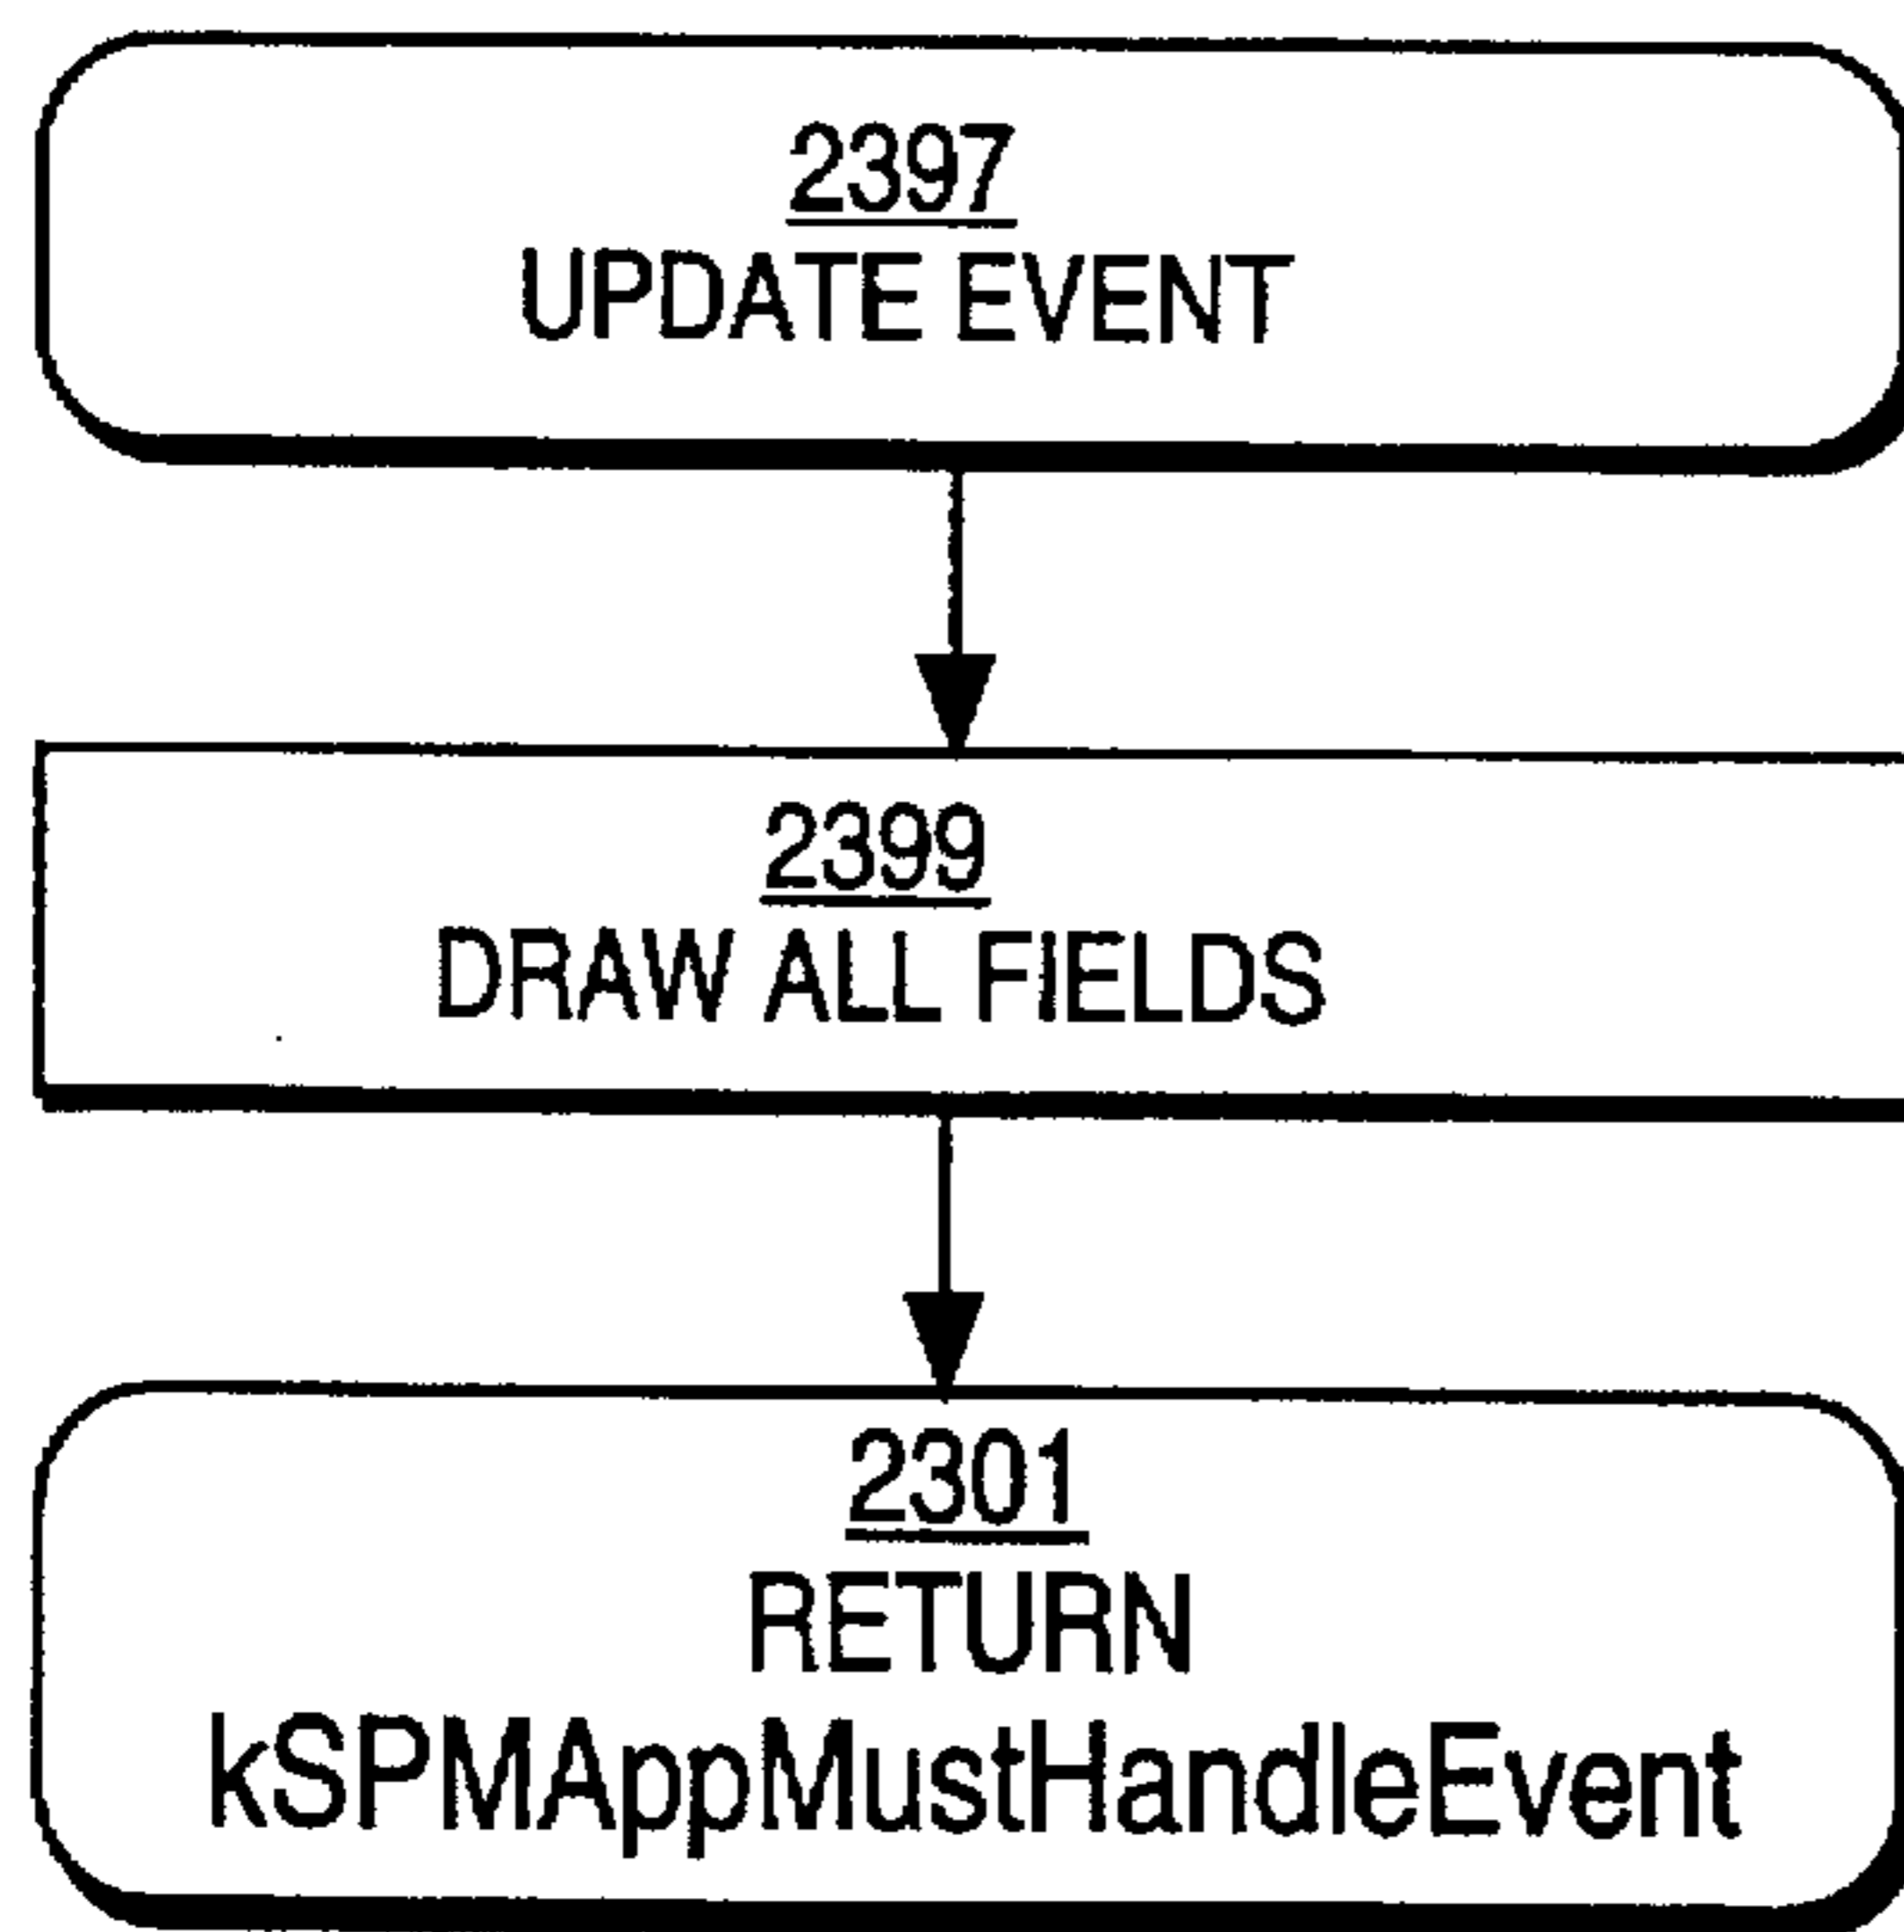 2397
UPDATE EVENT
2399
DRAW ALL FIELDS
2301
RETURN
kSPMAppMustHandleEvent